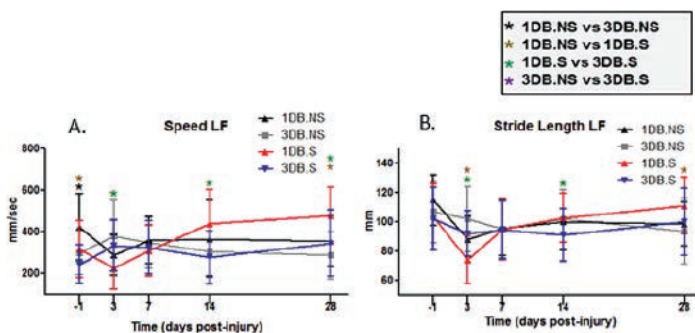 * 1DB.NS vs 3DB.NS
* 1DB.NS vs 1DB.S
* 1DB.S vs 3DB.S
* 3DB.NS vs 3DB.S
A.
Speed LF
1DB.NS
3DB.NS
1DB.S
3DB.S
800
600
400
200
mm/sec
-1 3 7 14 28
Time (days post-injury)
B.
Stride Length LF
1DB.NS
3DB.NS
1DB.S
3DB.S
140
120
100
80
60
mm
-1 3 7 14 28
Time (days post-injury)